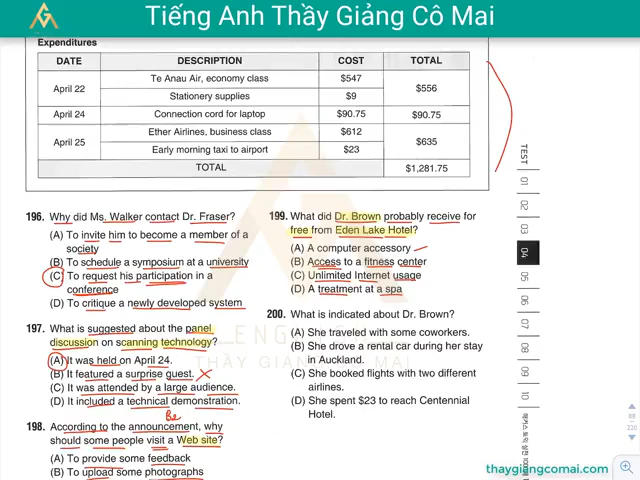 Tiếng Anh Thầy Giảng Cô Mai
Expenditures
DATE DESCRIPTION COST TOTAL
April 22 Te Anau Air, economy class $547 $556
Stationery supplies $9
April 24 Connection cord for laptop $90.75 $90.75
April 25 Ether Airlines, business class $612 $635
Early morning taxi to airport $23
TOTAL $1,281.75
196. Why did Ms. Walker contact Dr. Fraser?
(A) To invite him to become a member of a
society
(B) To schedule a symposium at a university
(C) To request his participation in a
conference
(D) To critique a newly developed system
197. What is suggested about the panel
discussion on scanning technology?
(A) It was held on April 24.
(B) It featured a surprise guest.
(C) It was attended by a large audience.
(D) It included a technical demonstration.
198. According to the announcement, why
should some people visit a Web site?
(A) To provide some feedback
(B) To upload some photographs
199. What did Dr. Brown probably receive for
free from Eden Lake Hotel?
(A) A computer accessory
(B) Access to a fitness center
(C) Unlimited Internet usage
(D) A treatment at a spa
200. What is indicated about Dr. Brown?
(A) She traveled with some coworkers.
(B) She drove a rental car during her stay
in Auckland.
(C) She booked flights with two different
airlines.
(D) She spent $23 to reach Centennial
Hotel.
TEST
01
02
03
04
05
06
07
08
09
10
THẦY GIẢNG CÔ MAI
220
thaygiangcomai.com